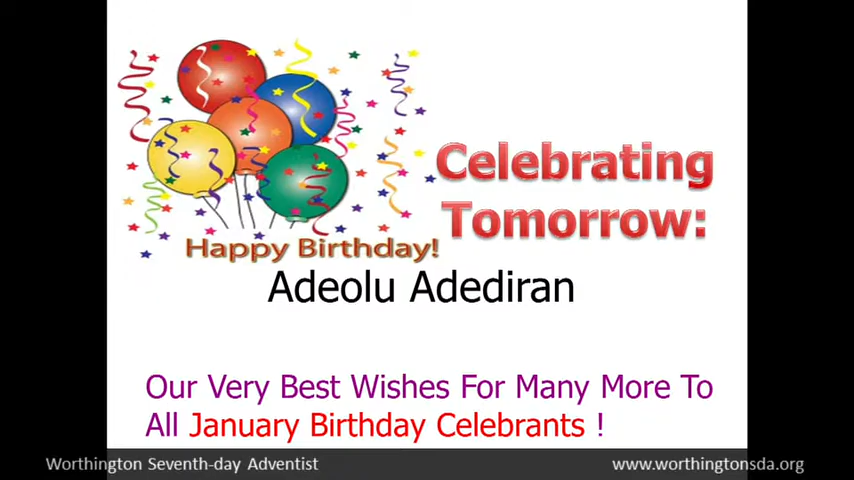 Celebrating
Tomorrow:
Happy Birthday!
Adeolu Adediran
Our Very Best Wishes For Many More To
All January Birthday Celebrants !
Worthington Seventh-day Adventist
www.worthingtonsda.org